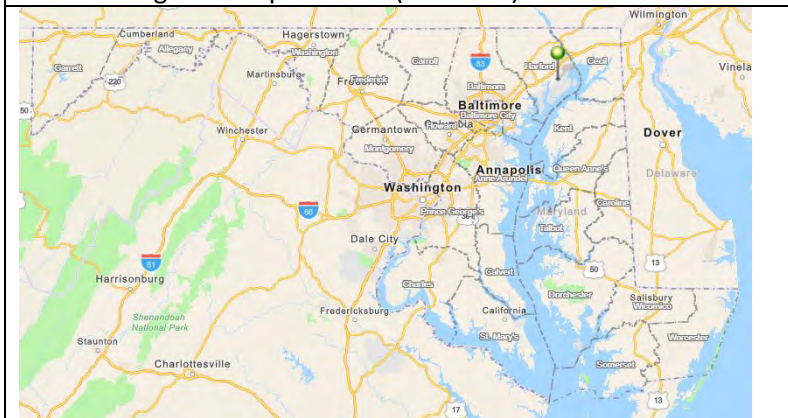 Wilmington
Cumberland
Hagerstown
Allegany
Washington
Garrett
220
Carroll
83
Harford
Cecil
Vinela
Martinsburg
Frederick
Frederick
Baltimore
50
Baltimore
Baltimore City
Columbia
Howard
Kent
Winchester
Germantown
Montgomery
Dover
Annapolis
Anne Arundel
Queen Anne's
Delaware
Washington
66
Prince George's
301
Maryland
Caroline
Talbot
Dale City
81
13
50
Harrisonburg
Charles
Calvert
Dorchester
Salisbury
Wicomico
Shenandoah
National Park
Fredericksburg
California
St. Mary's
Worcester
Staunton
Somerset
Charlottesville
17
13